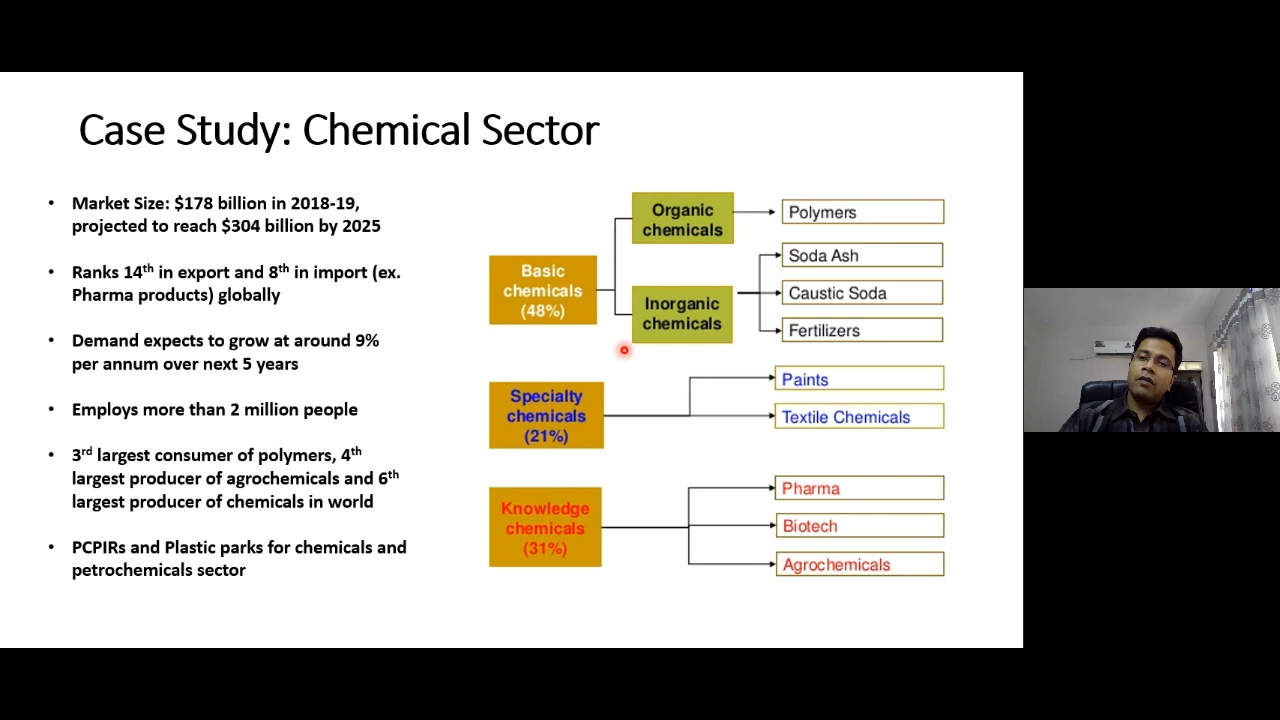 Case Study: Chemical Sector
• Market Size: $178 billion in 2018-19,
projected to reach $304 billion by 2025
• Ranks 14th in export and 8th in import (ex.
Pharma products) globally
• Demand expects to grow at around 9%
per annum over next 5 years
• Employs more than 2 million people
• 3rd largest consumer of polymers, 4th
largest producer of agrochemicals and 6th
largest producer of chemicals in world
• PCPIRs and Plastic parks for chemicals and
petrochemicals sector
Basic
chemicals
(48%)
Organic
chemicals
Inorganic
chemicals
Polymers
Soda Ash
Caustic Soda
Fertilizers
Specialty
chemicals
(21%)
Paints
Textile Chemicals
Knowledge
chemicals
(31%)
Pharma
Biotech
Agrochemicals